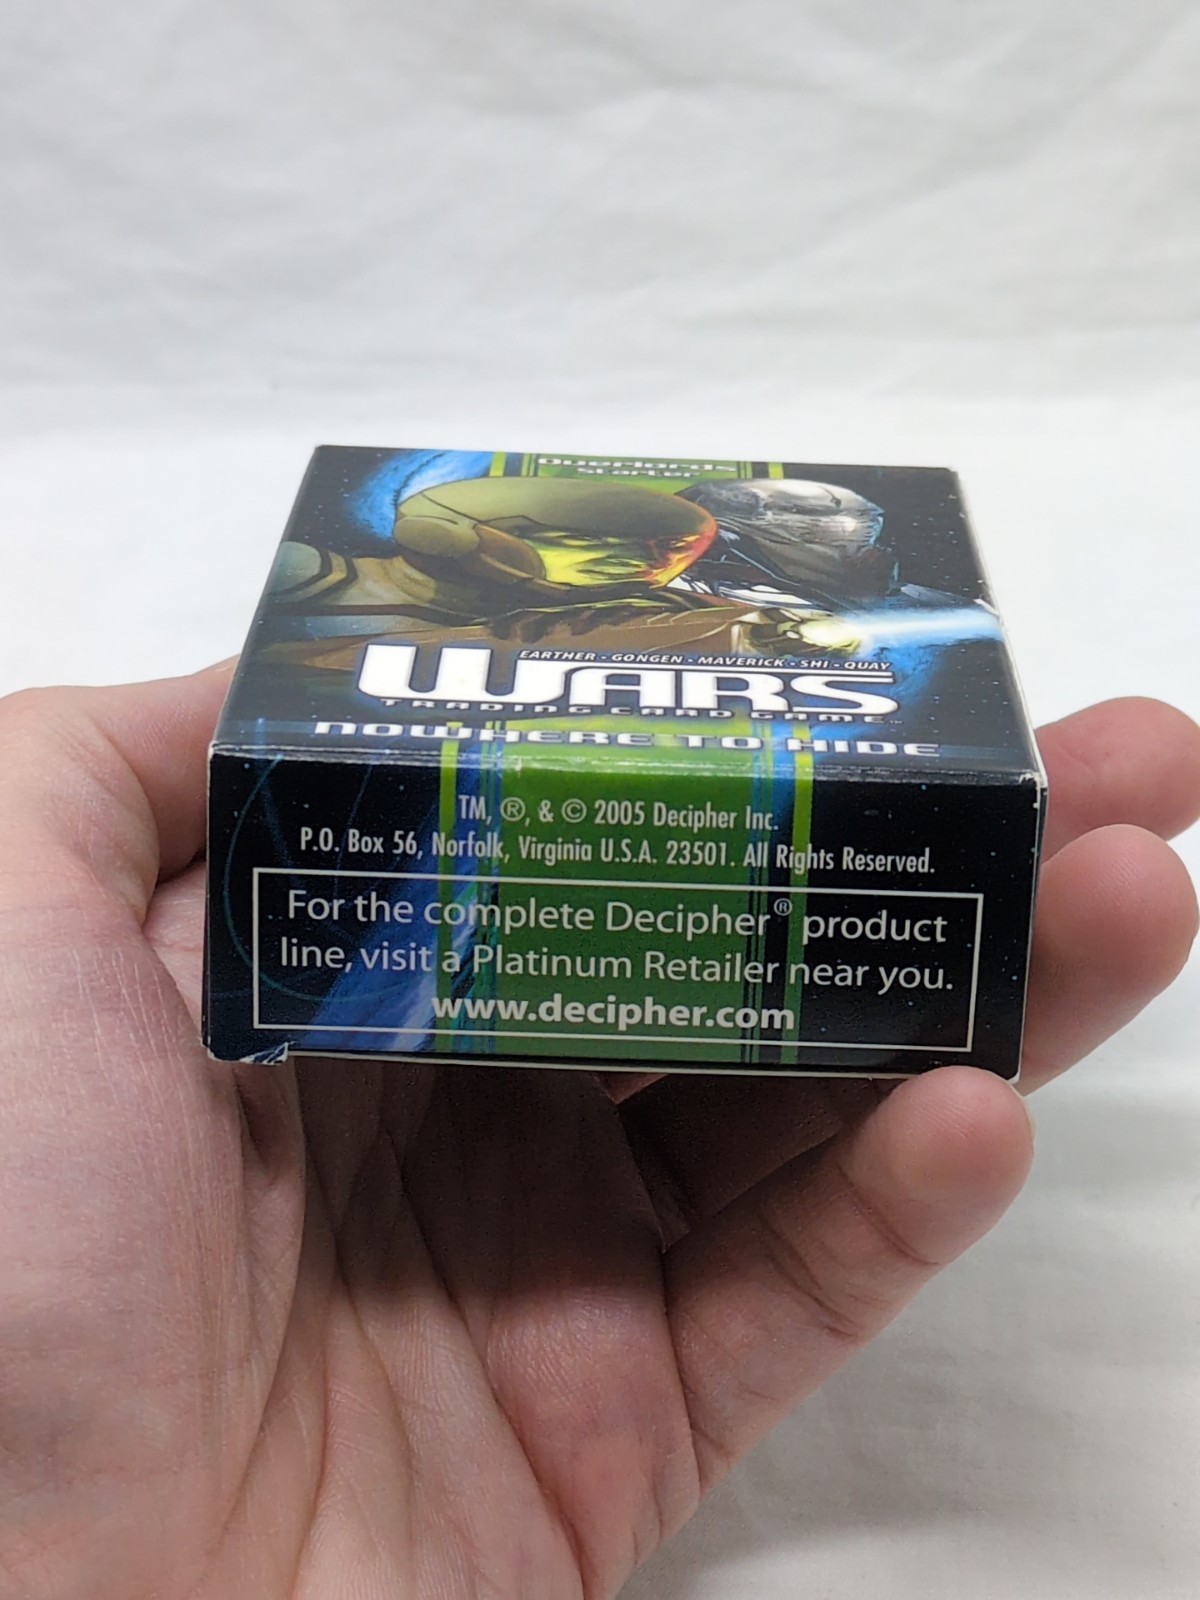 Overlords
Starter
EARTHER • GONGEN • MAVERICK • SHI • QUAY
WARS
TRADING CARD GAME™
NOWHERE TO HIDE
TM, ®, & © 2005 Decipher Inc.
P.O. Box 56, Norfolk, Virginia U.S.A. 23501. All Rights Reserved.
For the complete Decipher® product
line, visit a Platinum Retailer near you.
www.decipher.com